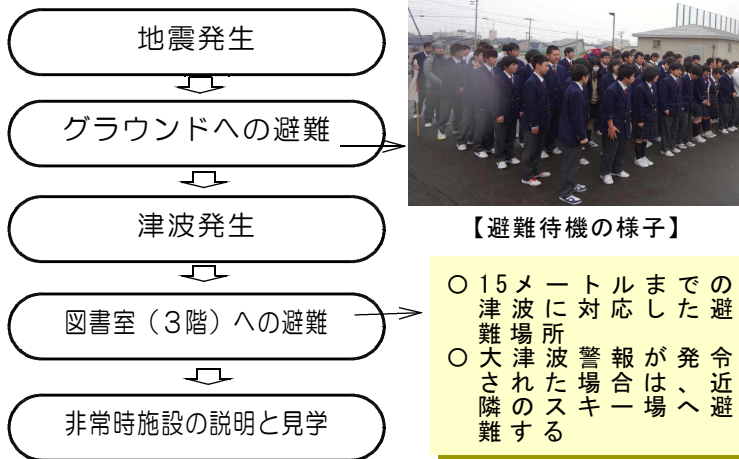 地震発生
グラウンドへの避難
津波発生
図書室（３階）への避難
非常時施設の説明と見学
【避難待機の様子】
○15メートルまでの
津波に対応した避
難場所
○大津波警報が発令
された場合は、近
隣のスキー場へ避
難する